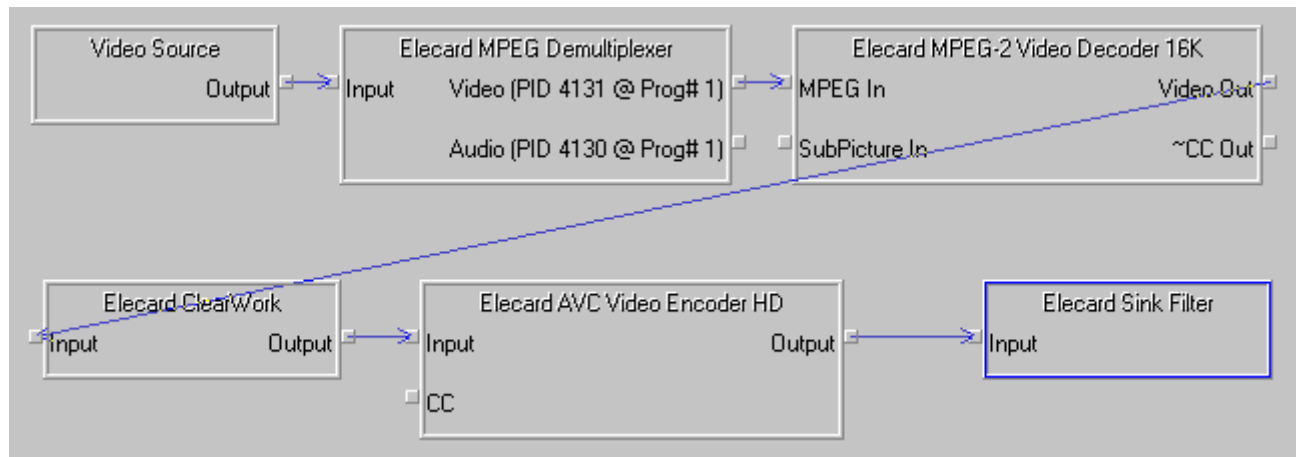 Video Source
Output
Elecard MPEG Demultiplexer
Input Video (PID 4131 @ Prog# 1)
Audio (PID 4130 @ Prog# 1)
Elecard MPEG-2 Video Decoder 16K
MPEG In Video Out
SubPicture In ~CC Out
Elecard ClearWork
Input Output
Elecard AVC Video Encoder HD
Input Output
CC
Elecard Sink Filter
Input